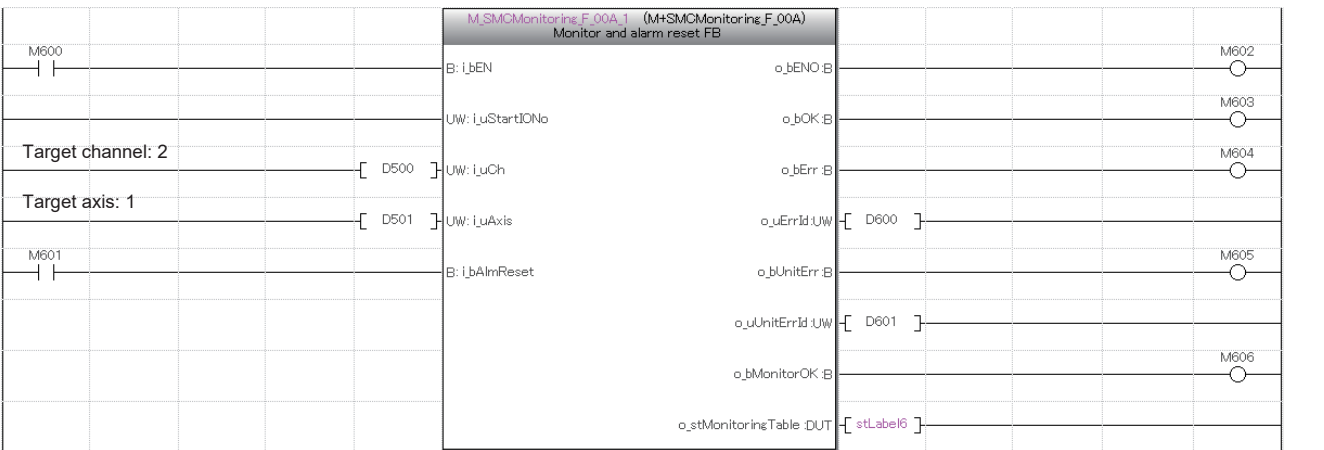 M_SMCMonitoring_F_00A_1 (M+SMCMonitoring_F_00A)
Monitor and alarm reset FB
M600
B: i_bEN
o_bENO:B
M602
UW: i_uStartIONo
o_bOK:B
M603
Target channel: 2
D500
UW: i_uCh
o_bErr:B
M604
Target axis: 1
D501
UW: i_uAxis
o_uErrId:UW
D600
M601
B: i_bAlmReset
o_bUnitErr:B
M605
o_uUnitErrId:UW
D601
o_bMonitorOK:B
M606
o_stMonitoringTable :DUT
stLabel6